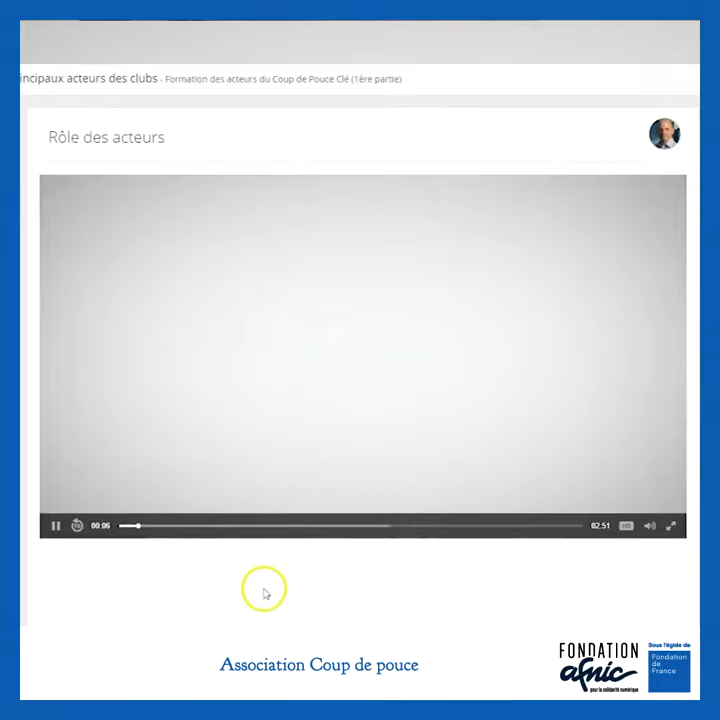 incipaux acteurs des clubs - Formation des acteurs du Coup de Pouce Clé (1ère partie)
Rôle des acteurs
00:06
02:51
HD
Association Coup de pouce
FONDATION
afnic
pour la solidarité numérique
Sous l'égide de
Fondation
de
France